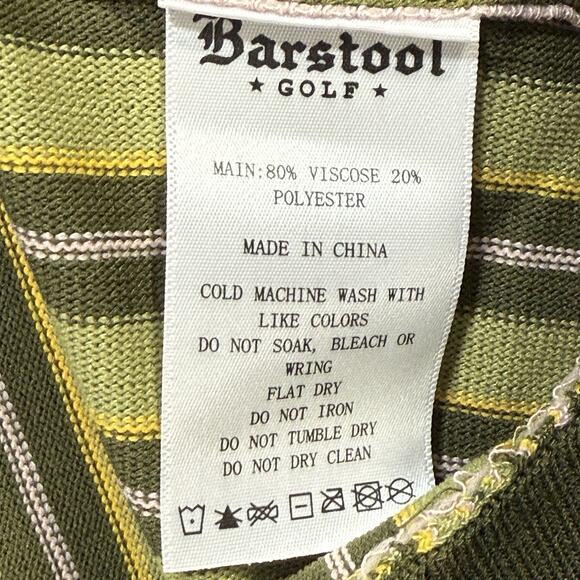 Barstool
★ GOLF ★
MAIN:80% VISCOSE 20%
POLYESTER
MADE IN CHINA
COLD MACHINE WASH WITH
LIKE COLORS
DO NOT SOAK, BLEACH OR
WRING
FLAT DRY
DO NOT IRON
DO NOT TUMBLE DRY
DO NOT DRY CLEAN